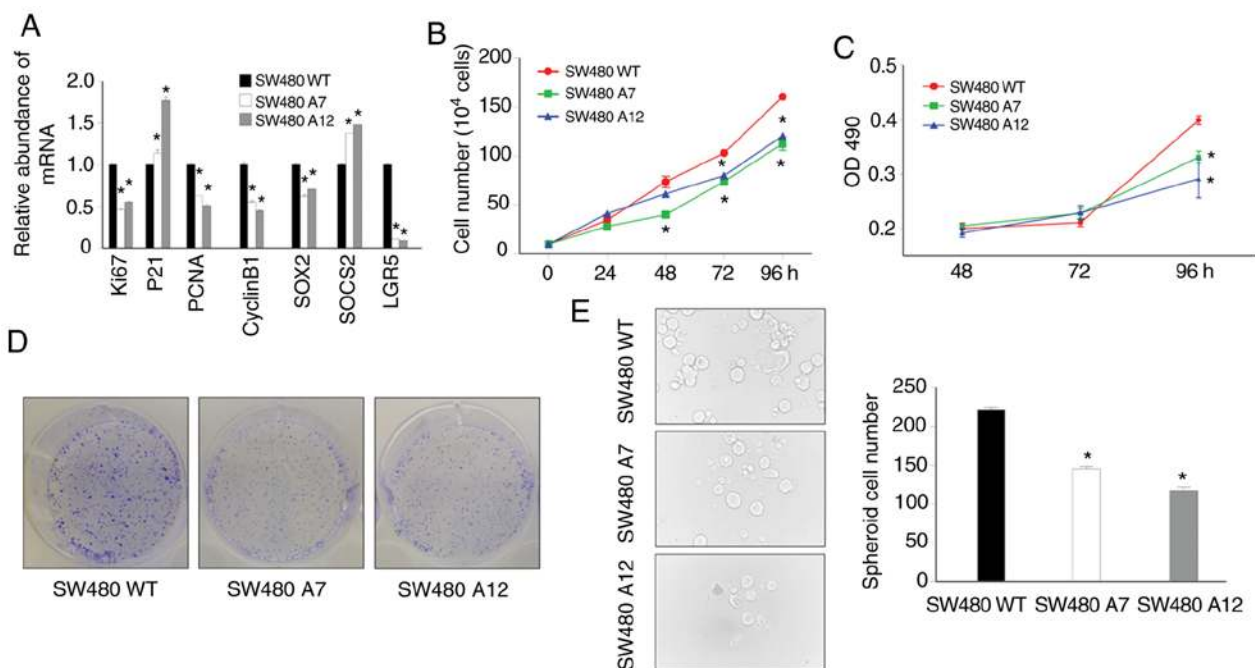 A
Relative abundance of
mRNA
2.0
1.5
1.0
0.5
0
SW480 WT
SW480 A7
SW480 A12
* * * * * * * * * * * * * *
Ki67
P21
PCNA
CyclinB1
SOX2
SOCS2
LGR5
B
Cell number (10⁴ cells)
200
150
100
50
0
SW480 WT
SW480 A7
SW480 A12
* * * * *
0 24 48 72 96 h
C
OD 490
0.5
0.4
0.3
0.2
SW480 WT
SW480 A7
SW480 A12
*
*
48 72 96 h
D
SW480 WT SW480 A7 SW480 A12
E
SW480 WT
SW480 A7
SW480 A12
Spheroid cell number
250
200
150
100
50
0
* *
SW480 WT SW480 A7 SW480 A12